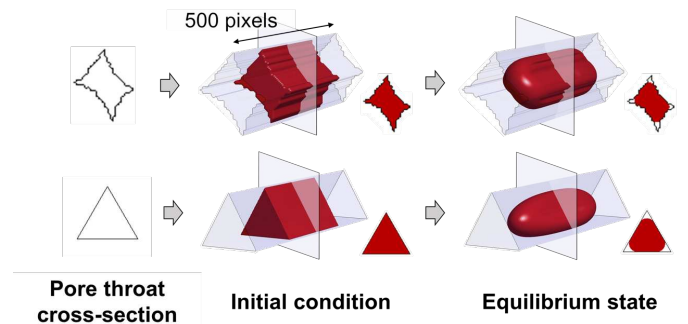 500 pixels
Pore throat
cross-section
Initial condition
Equilibrium state